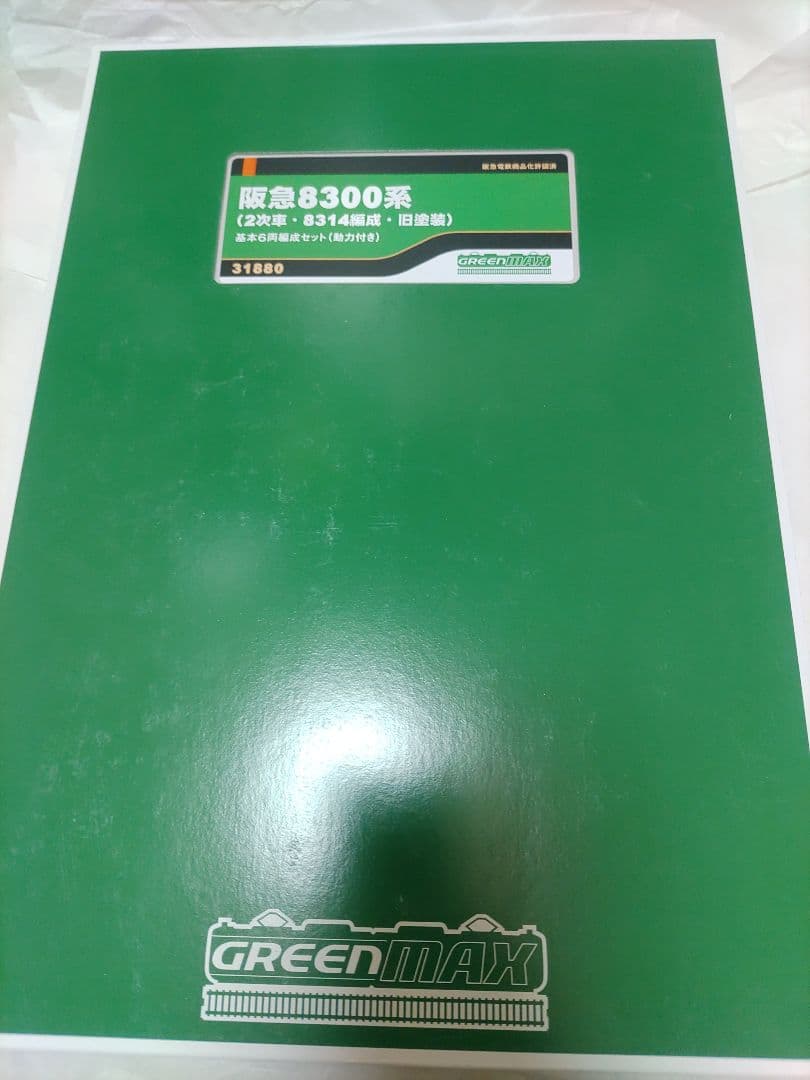 阪急電鉄商品化許諾済
阪急8300系
(2次車・8314編成・旧塗装)
基本6両編成セット(動力付き)
31880
GREENMAX
GREENMAX